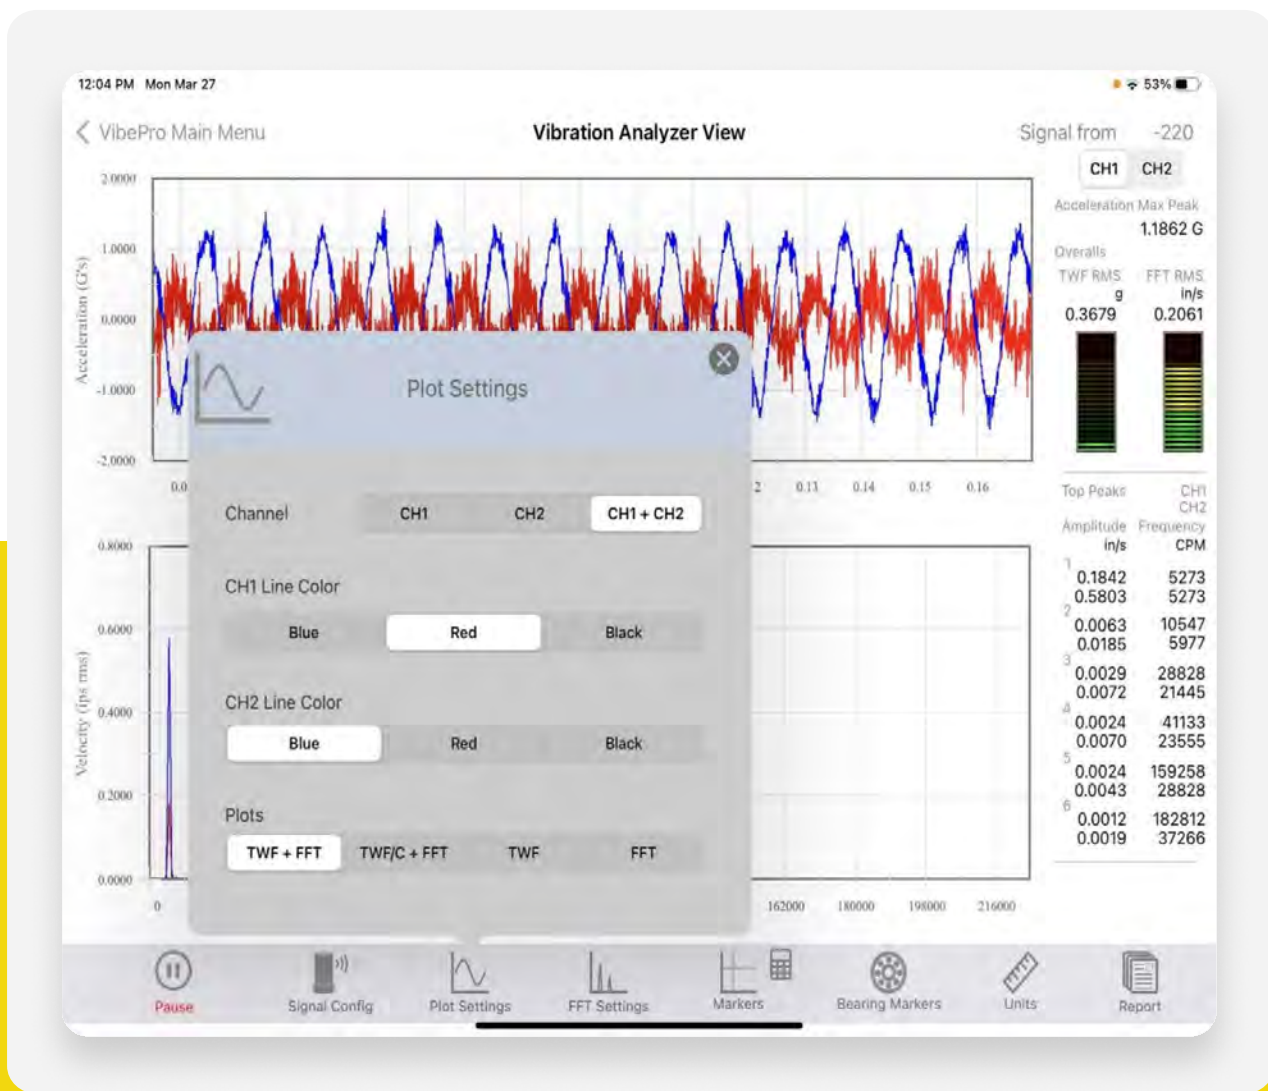 12:04 PM Mon Mar 27
53%
VibePro Main Menu
Vibration Analyzer View
Signal from -220
CH1 CH2
Acceleration Max Peak
1.1862 G
Overalls
TWF RMS FFT RMS
g in/s
0.3679 0.2061
2.0000
1.0000
0.0000
-1.0000
-2.0000
Acceleration (G's)
0.0
2 0.13 0.14 0.15 0.16
Plot Settings
Channel CH1 CH2 CH1 + CH2
CH1 Line Color
Blue Red Black
CH2 Line Color
Blue Red Black
Plots
TWF + FFT TWF/C + FFT TWF FFT
0.8000
0.6000
0.4000
0.2000
0.0000
Velocity (ips rms)
0 162000 180000 198000 216000
Top Peaks CH1
CH2
Amplitude Frequency
in/s CPM
1
0.1842 5273
0.5803 5273
2
0.0063 10547
0.0185 5977
3
0.0029 28828
0.0072 21445
4
0.0024 41133
0.0070 23555
5
0.0024 159258
0.0043 28828
6
0.0012 182812
0.0019 37266
Pause Signal Config Plot Settings FFT Settings Markers Bearing Markers Units Report